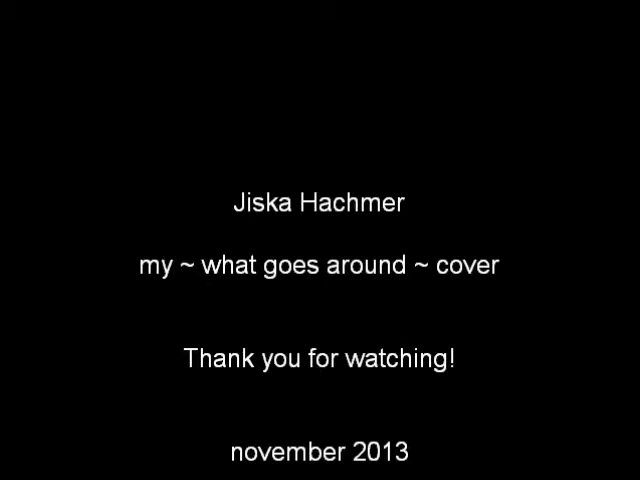 Jiska Hachmer
my ~ what goes around ~ cover
Thank you for watching!
november 2013